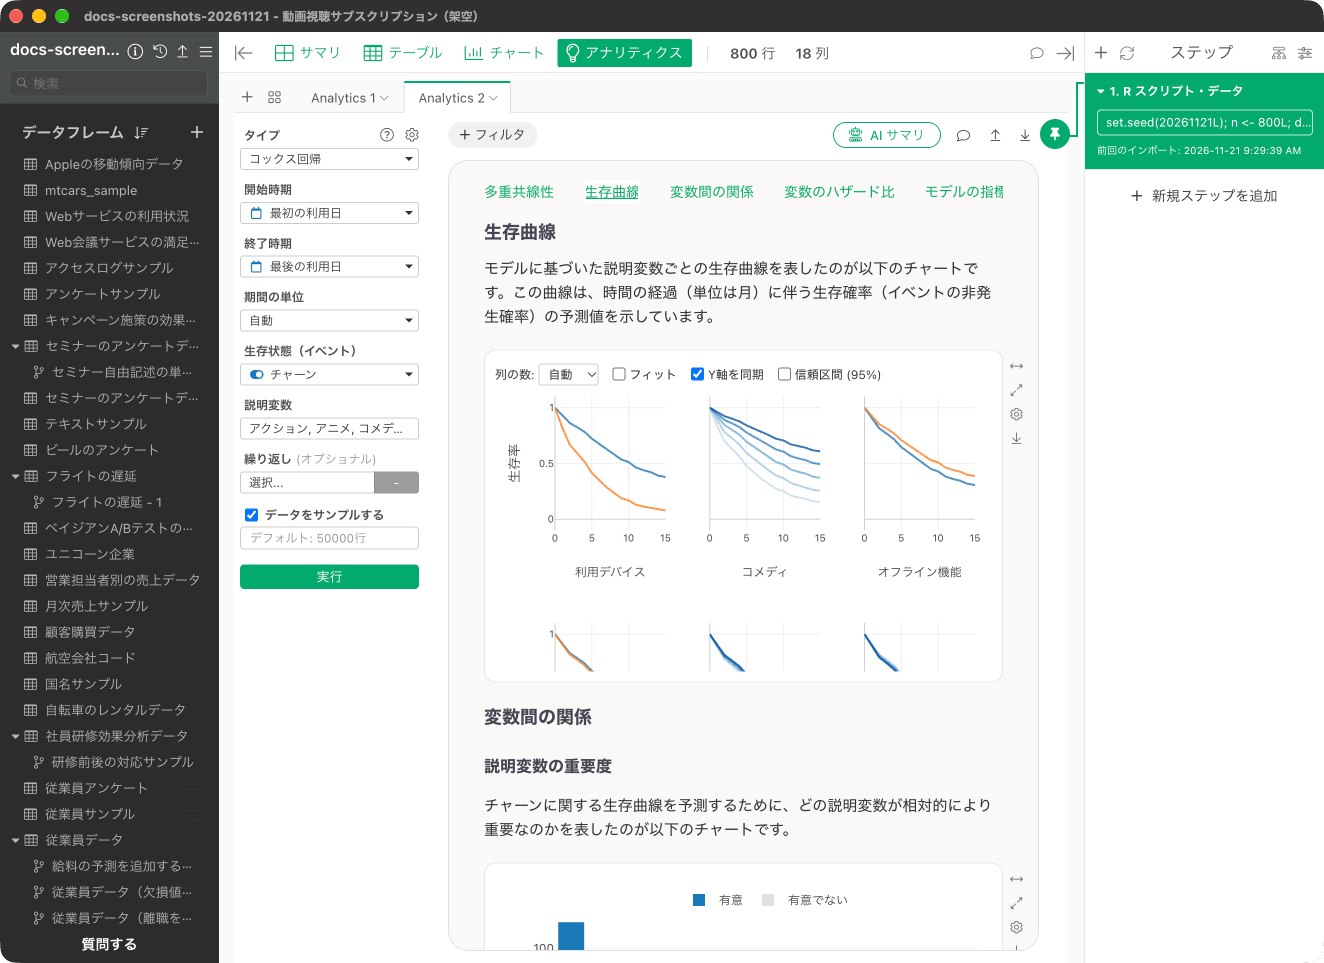 docs-screenshots-20261121 - 動画視聴サブスクリプション（架空）
docs-screen...
検索
データフレーム
Appleの移動傾向データ
mtcars_sample
Webサービスの利用状況
Web会議サービスの満足…
アクセスログサンプル
アンケートサンプル
キャンペーン施策の効果…
セミナーのアンケートデ…
セミナー自由記述の単…
セミナーのアンケートデ…
テキストサンプル
ビールのアンケート
フライトの遅延
フライトの遅延 - 1
ベイジアンA/Bテストの…
ユニコーン企業
営業担当者別の売上データ
月次売上サンプル
顧客購買データ
航空会社コード
国名サンプル
自転車のレンタルデータ
社員研修効果分析データ
研修前後の対応サンプル
従業員アンケート
従業員サンプル
従業員データ
給料の予測を追加する…
従業員データ（欠損値…
従業員データ（離職を…
質問する
サマリ
テーブル
チャート
アナリティクス
800 行
18 列
Analytics 1
Analytics 2
タイプ
コックス回帰
開始時期
最初の利用日
終了時期
最後の利用日
期間の単位
自動
生存状態（イベント）
チャーン
説明変数
アクション, アニメ, コメデ...
繰り返し (オプショナル)
選択...
-
データをサンプルする
デフォルト: 50000行
実行
+ フィルタ
AI サマリ
多重共線性
生存曲線
変数間の関係
変数のハザード比
モデルの指標
生存曲線
モデルに基づいた説明変数ごとの生存曲線を表したのが以下のチャートで
す。この曲線は、時間の経過（単位は月）に伴う生存確率（イベントの非発
生確率）の予測値を示しています。
列の数: 自動
フィット
Y軸を同期
信頼区間 (95%)
生存率
1
0.5
0
0 5 10 15
0 5 10 15
0 5 10 15
利用デバイス
コメディ
オフライン機能
1
変数間の関係
説明変数の重要度
チャーンに関する生存曲線を予測するために、どの説明変数が相対的により
重要なのかを表したのが以下のチャートです。
有意
有意でない
100
ステップ
1. R スクリプト・データ
set.seed(20261121L); n <- 800L; d...
前回のインポート: 2026-11-21 9:29:39 AM
+ 新規ステップを追加